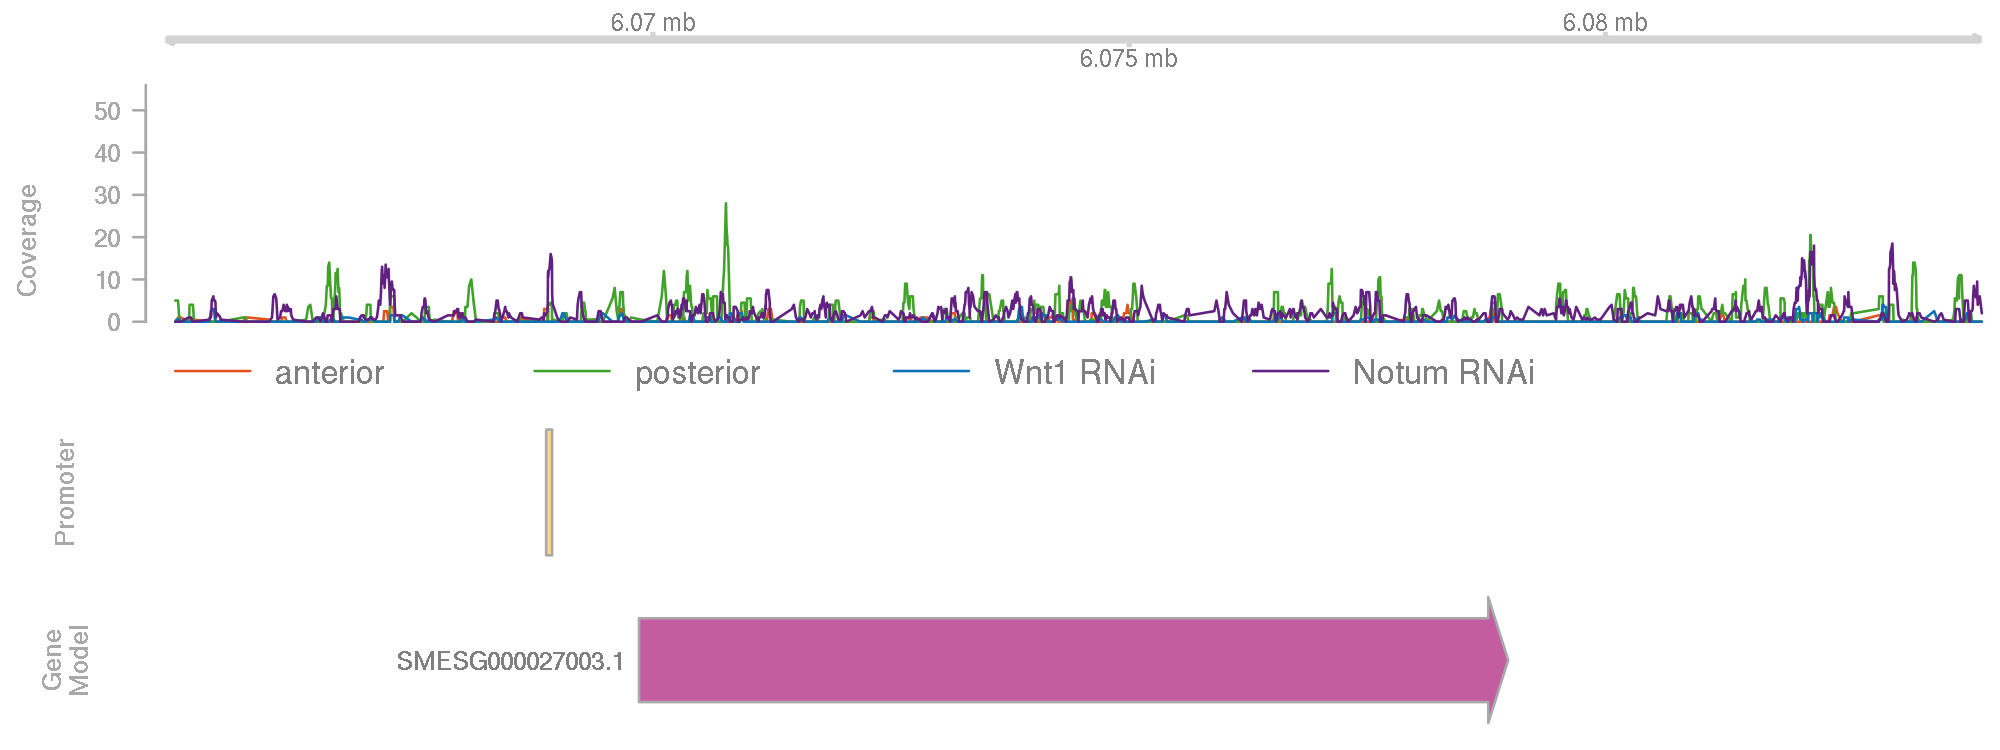 6.07 mb
6.08 mb
6.075 mb
Coverage
50
40
30
20
10
0
anterior
posterior
Wnt1 RNAi
Notum RNAi
Promoter
Gene
Model
SMESG000027003.1